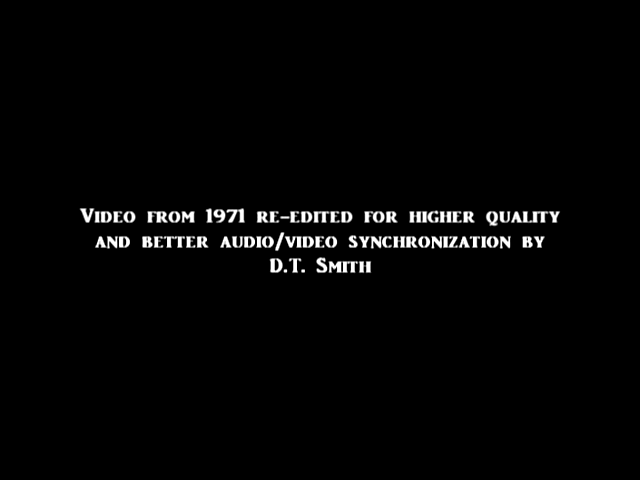 Video from 1971 re-edited for higher quality
and better audio/video synchronization by
D.T. Smith